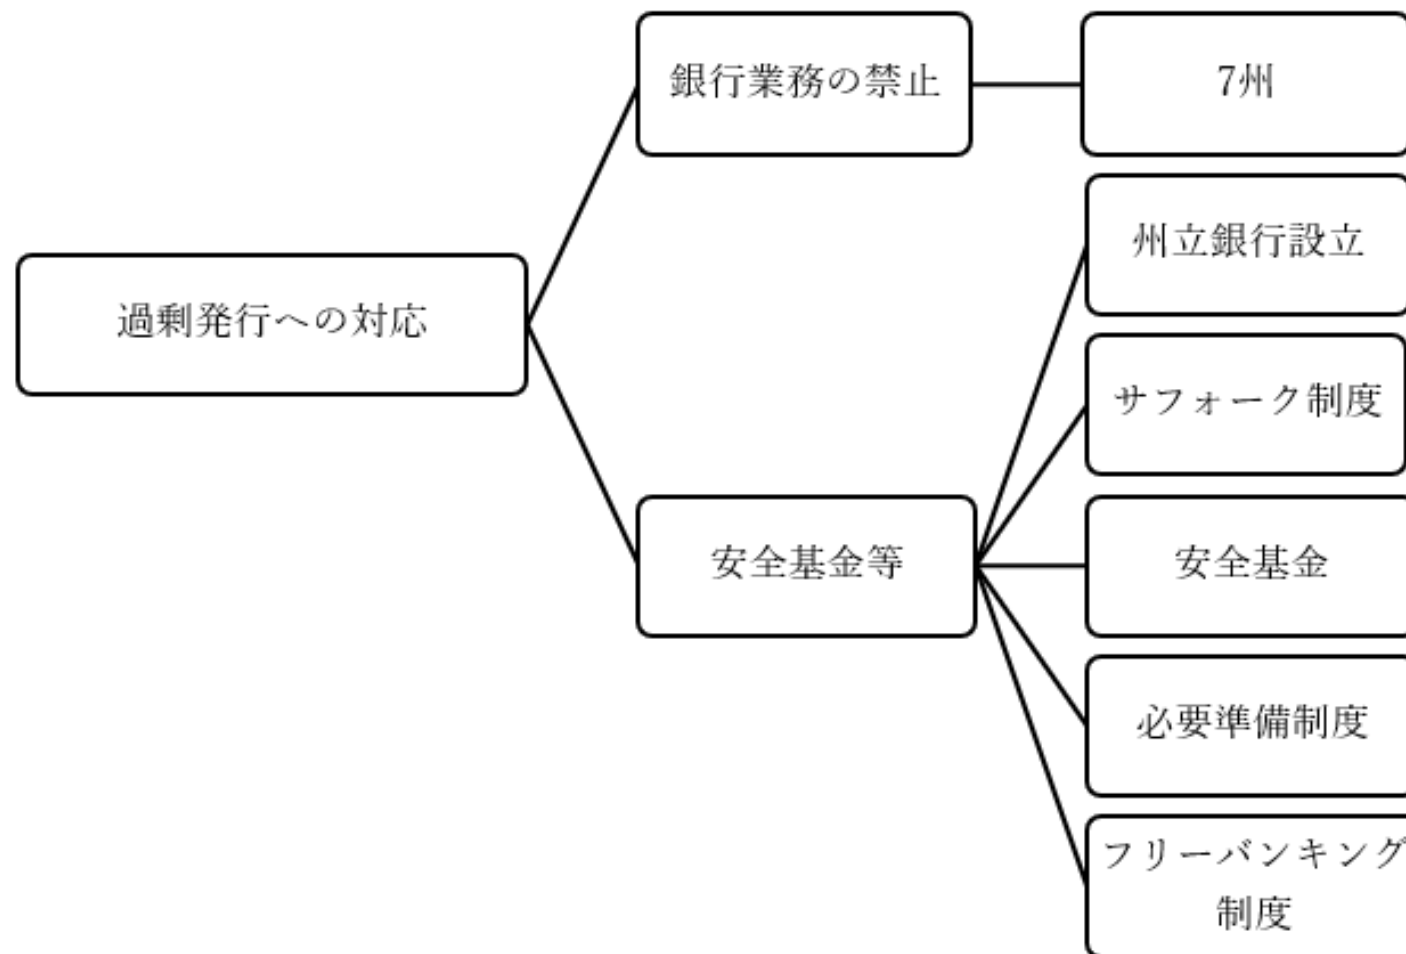 銀行業務の禁止
7州
州立銀行設立
過剰発行への対応
サフォーク制度
安全基金等
安全基金
必要準備制度
フリーバンキング
制度